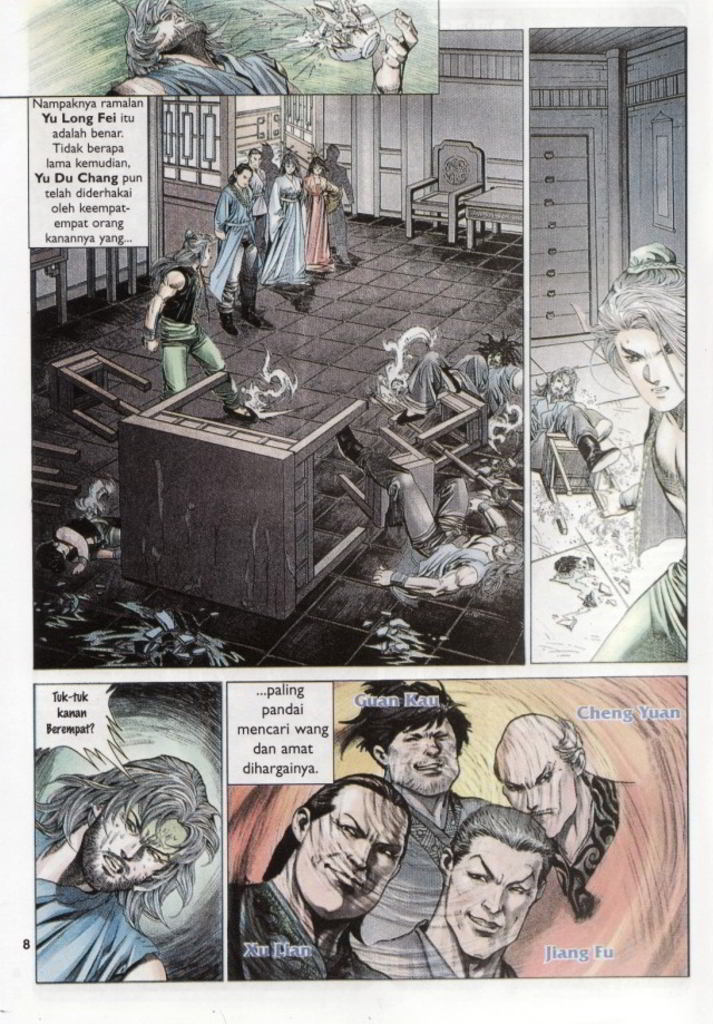 Nampaknya ramalan
Yu Long Fei itu
adalah benar.
Tidak berapa
lama kemudian,
Yu Du Chang pun
telah diderhakai
oleh keempat-
empat orang
kanannya yang...
Tuk-tuk
kanan
Berempat?
...paling
pandai
mencari wang
dan amat
dihargainya.
Guan Kau
Cheng Yuan
Xu Lian
Jiang Fu
8